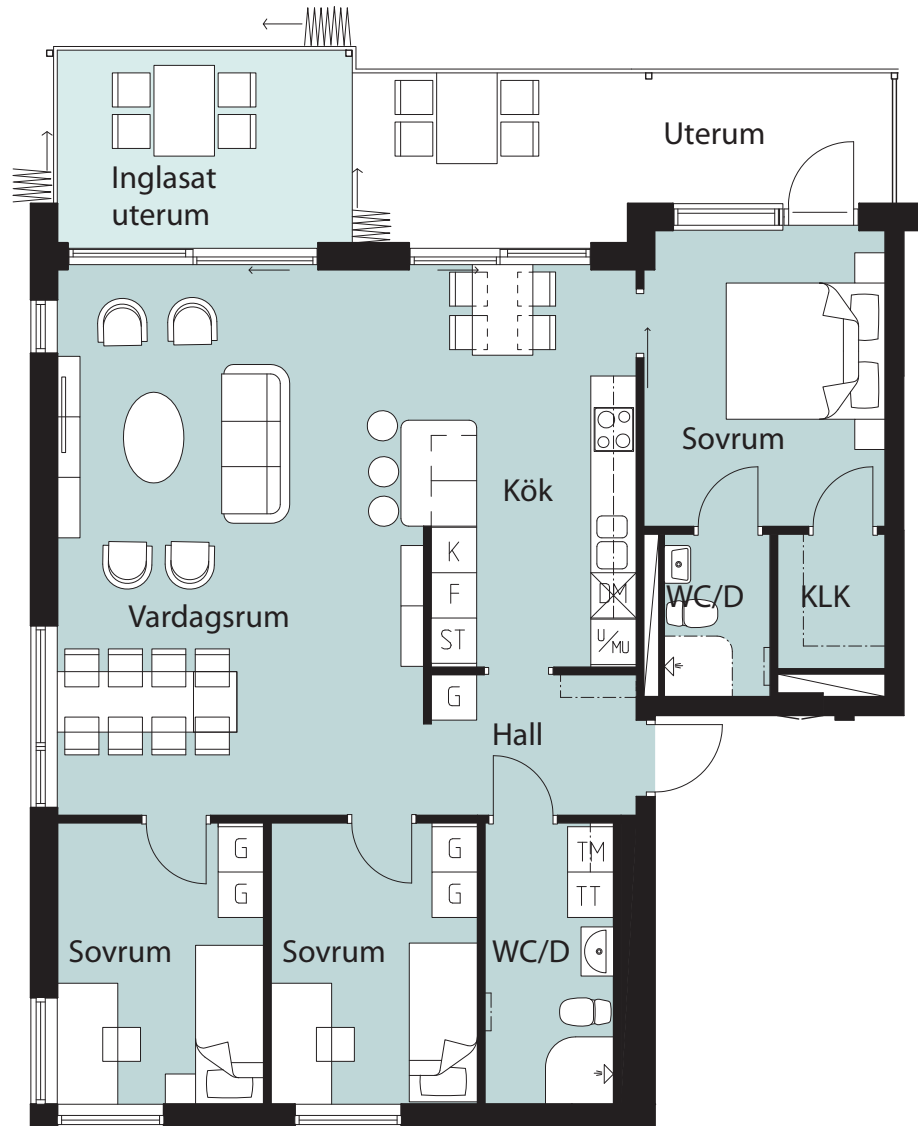 Uterum
Inglasat
uterum
Sovrum
Kök
K
F
DM
WC/D
KLK
Vardagsrum
ST
U/MU
G
Hall
G
G
TM
G
G
TT
Sovrum
Sovrum
WC/D